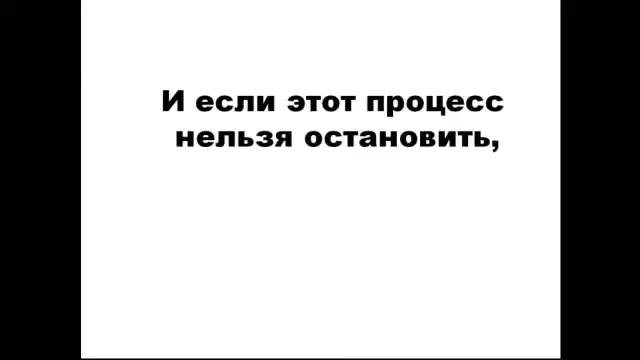 И если этот процесс
нельзя остановить,